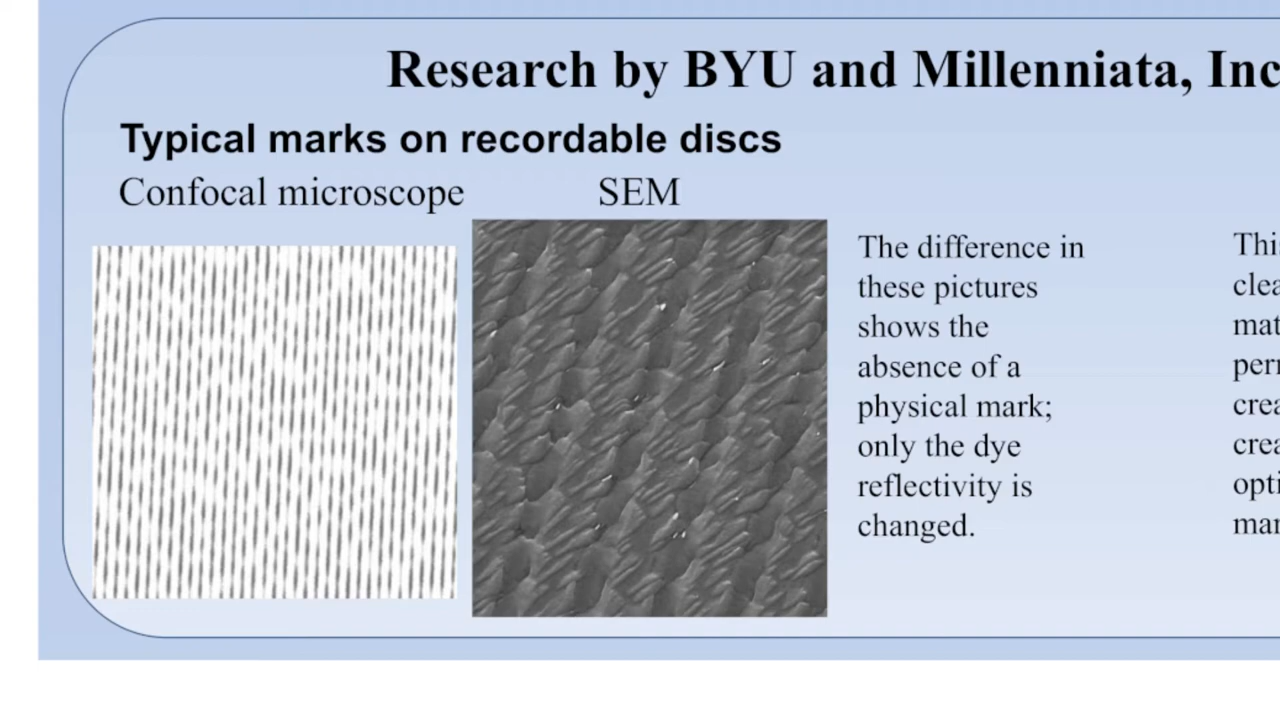 Research by BYU and Millenniata, Inc
Typical marks on recordable discs
Confocal microscope
SEM
The difference in
these pictures
shows the
absence of a
physical mark;
only the dye
reflectivity is
changed.